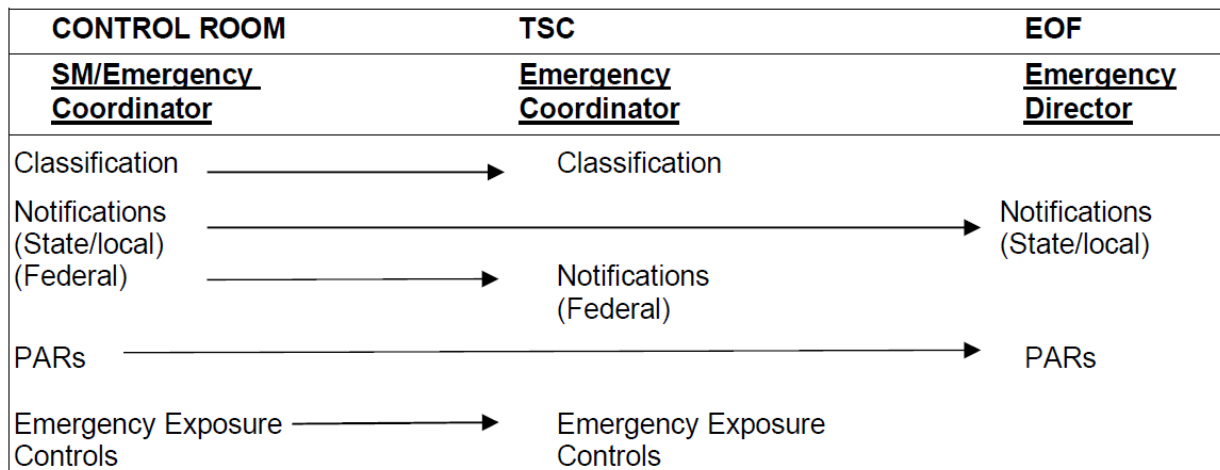 CONTROL ROOM TSC EOF
SM/Emergency Coordinator Emergency Coordinator Emergency Director
Classification Classification
Notifications
(State/local)
(Federal)
Notifications
(State/local)
Notifications
(Federal)
PARs PARs
Emergency Exposure
Controls
Emergency Exposure
Controls